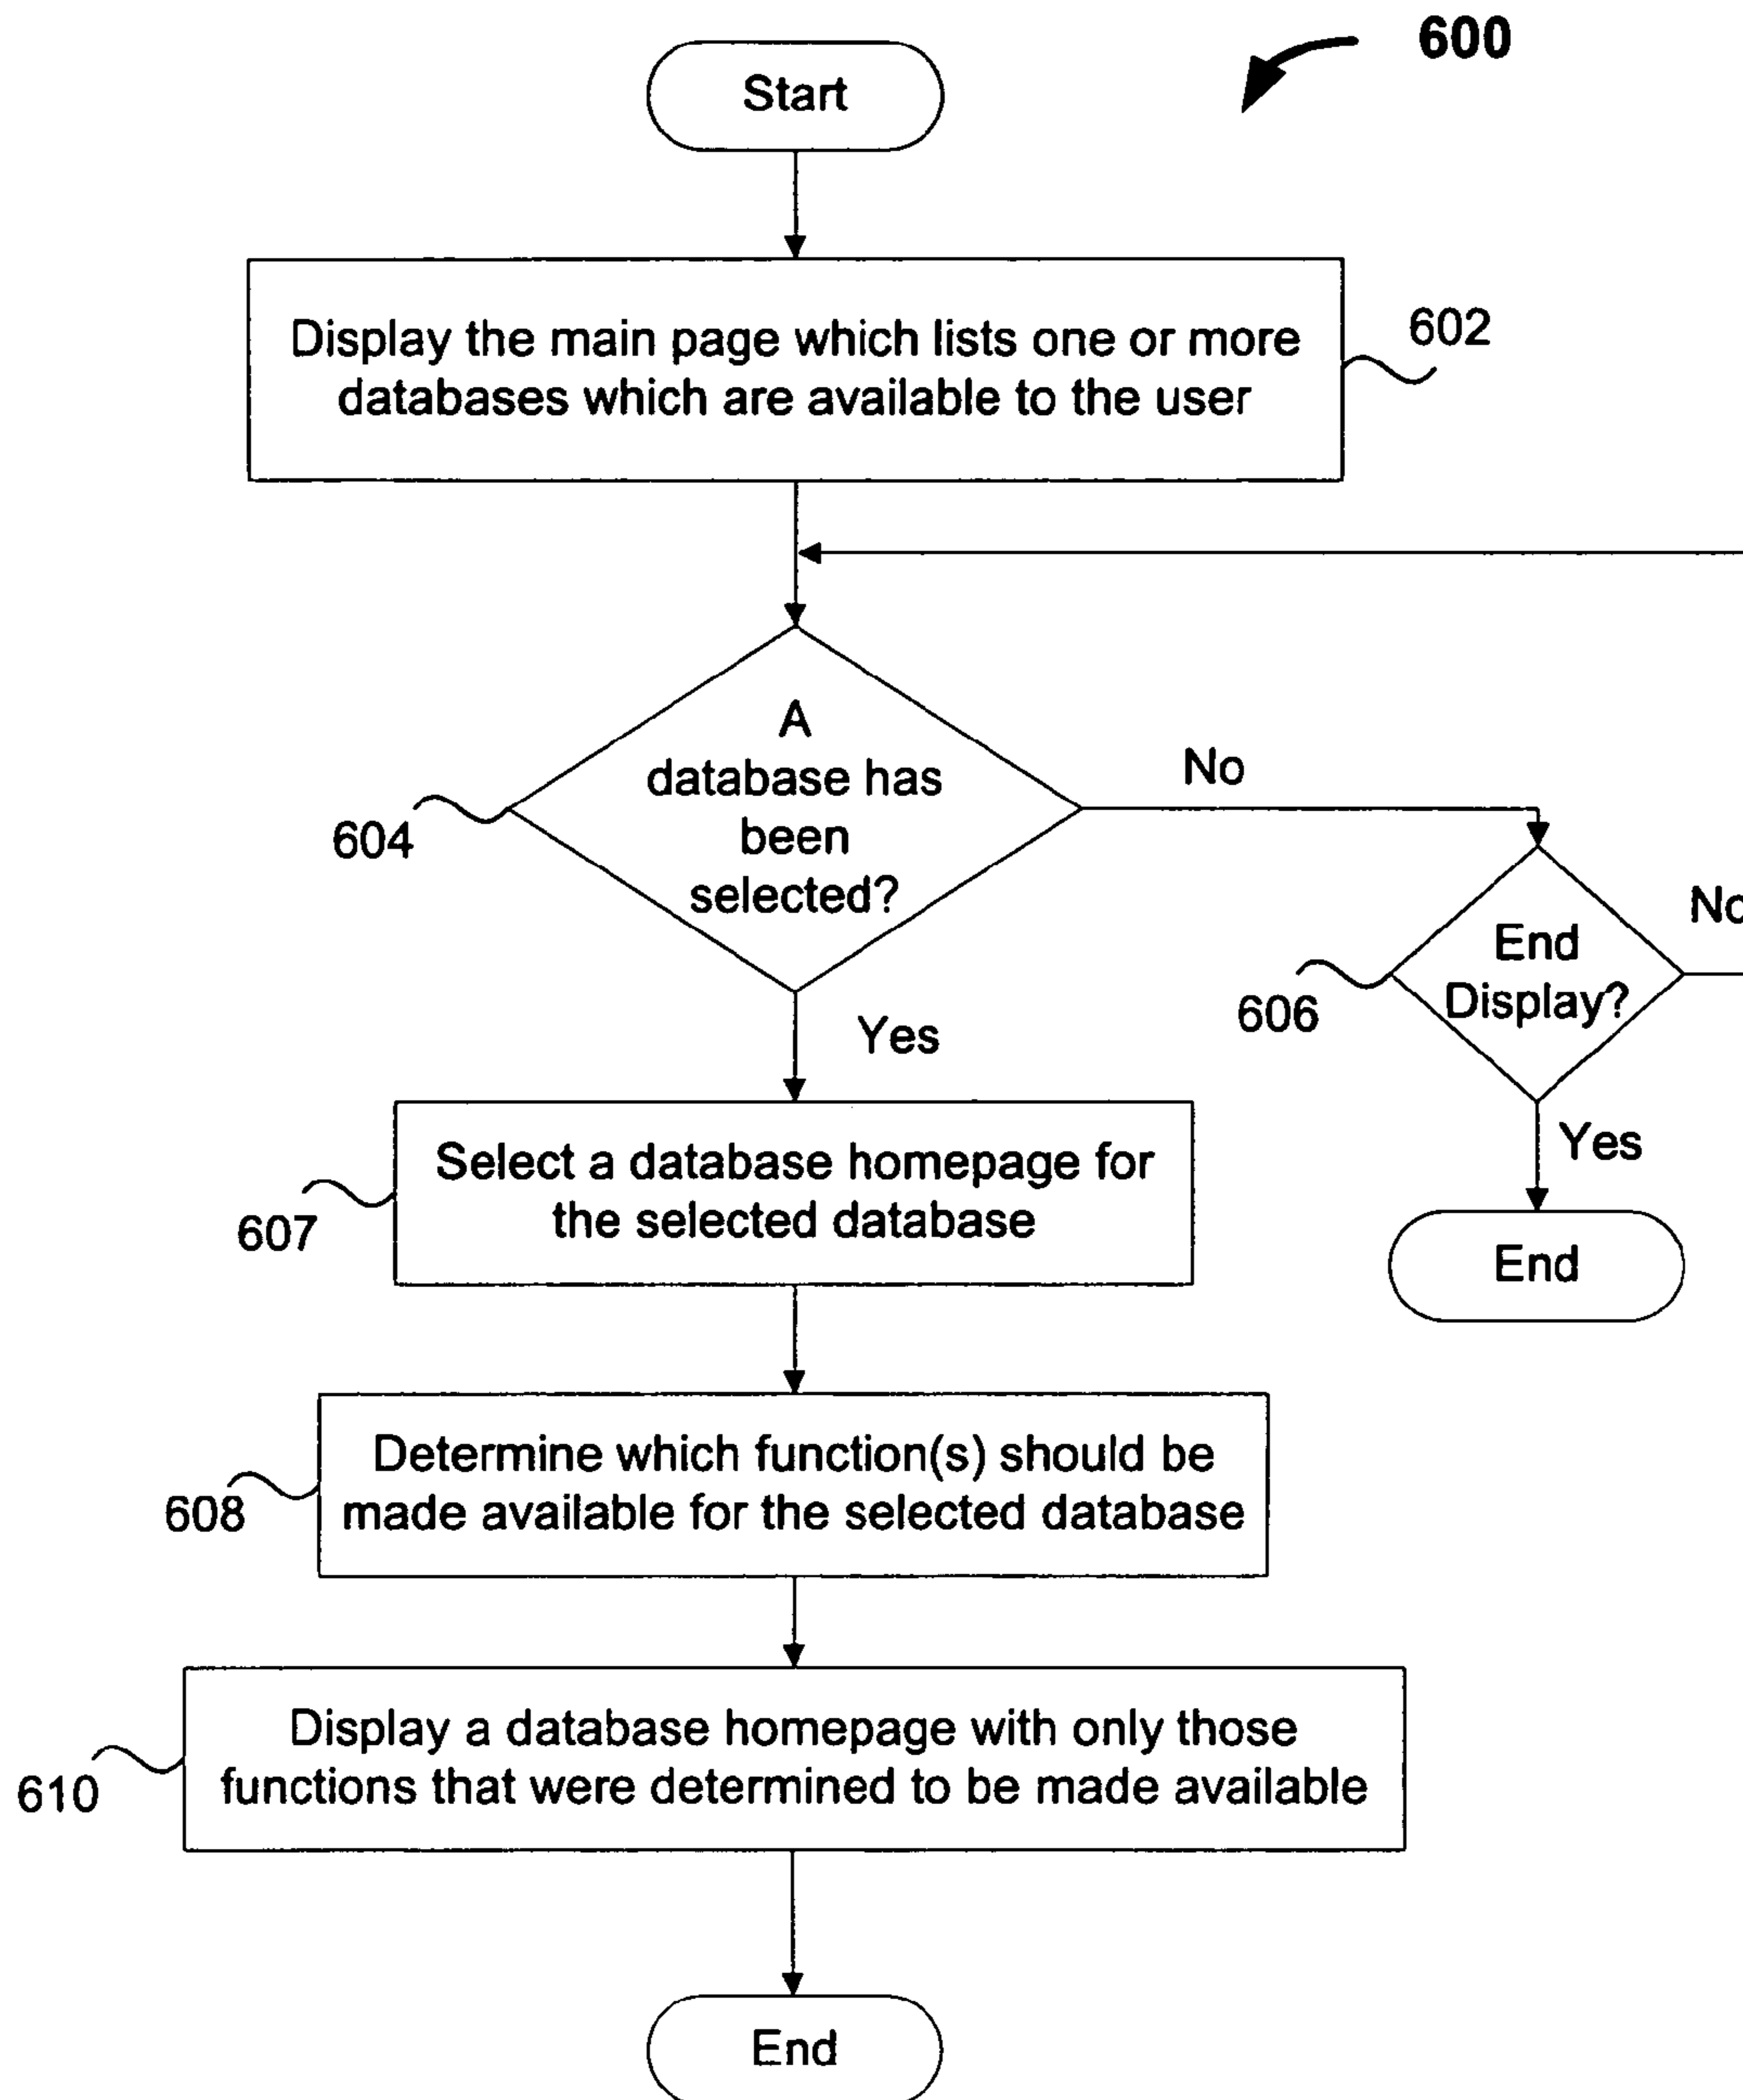 600
Start
Display the main page which lists one or more
databases which are available to the user
602
A
database has
been
selected?
604
No
End
Display?
606
No
Yes
Yes
End
Select a database homepage for
the selected database
607
Determine which function(s) should be
made available for the selected database
608
Display a database homepage with only those
functions that were determined to be made available
610
End